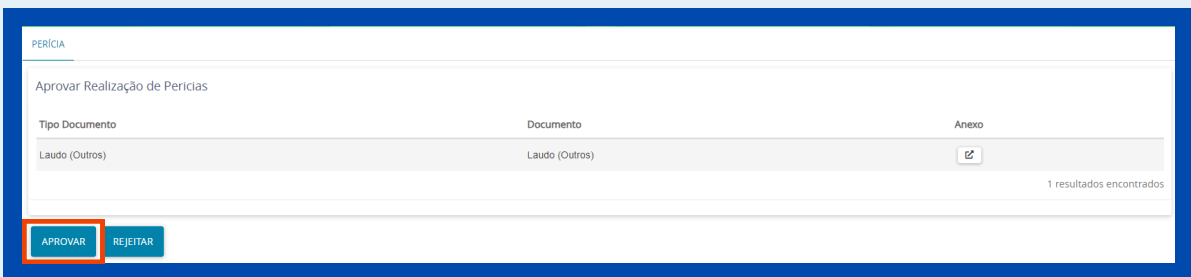 PERÍCIA
Aprovar Realização de Pericias
Tipo Documento Documento Anexo
Laudo (Outros) Laudo (Outros)
1 resultados encontrados
APROVAR REJEITAR